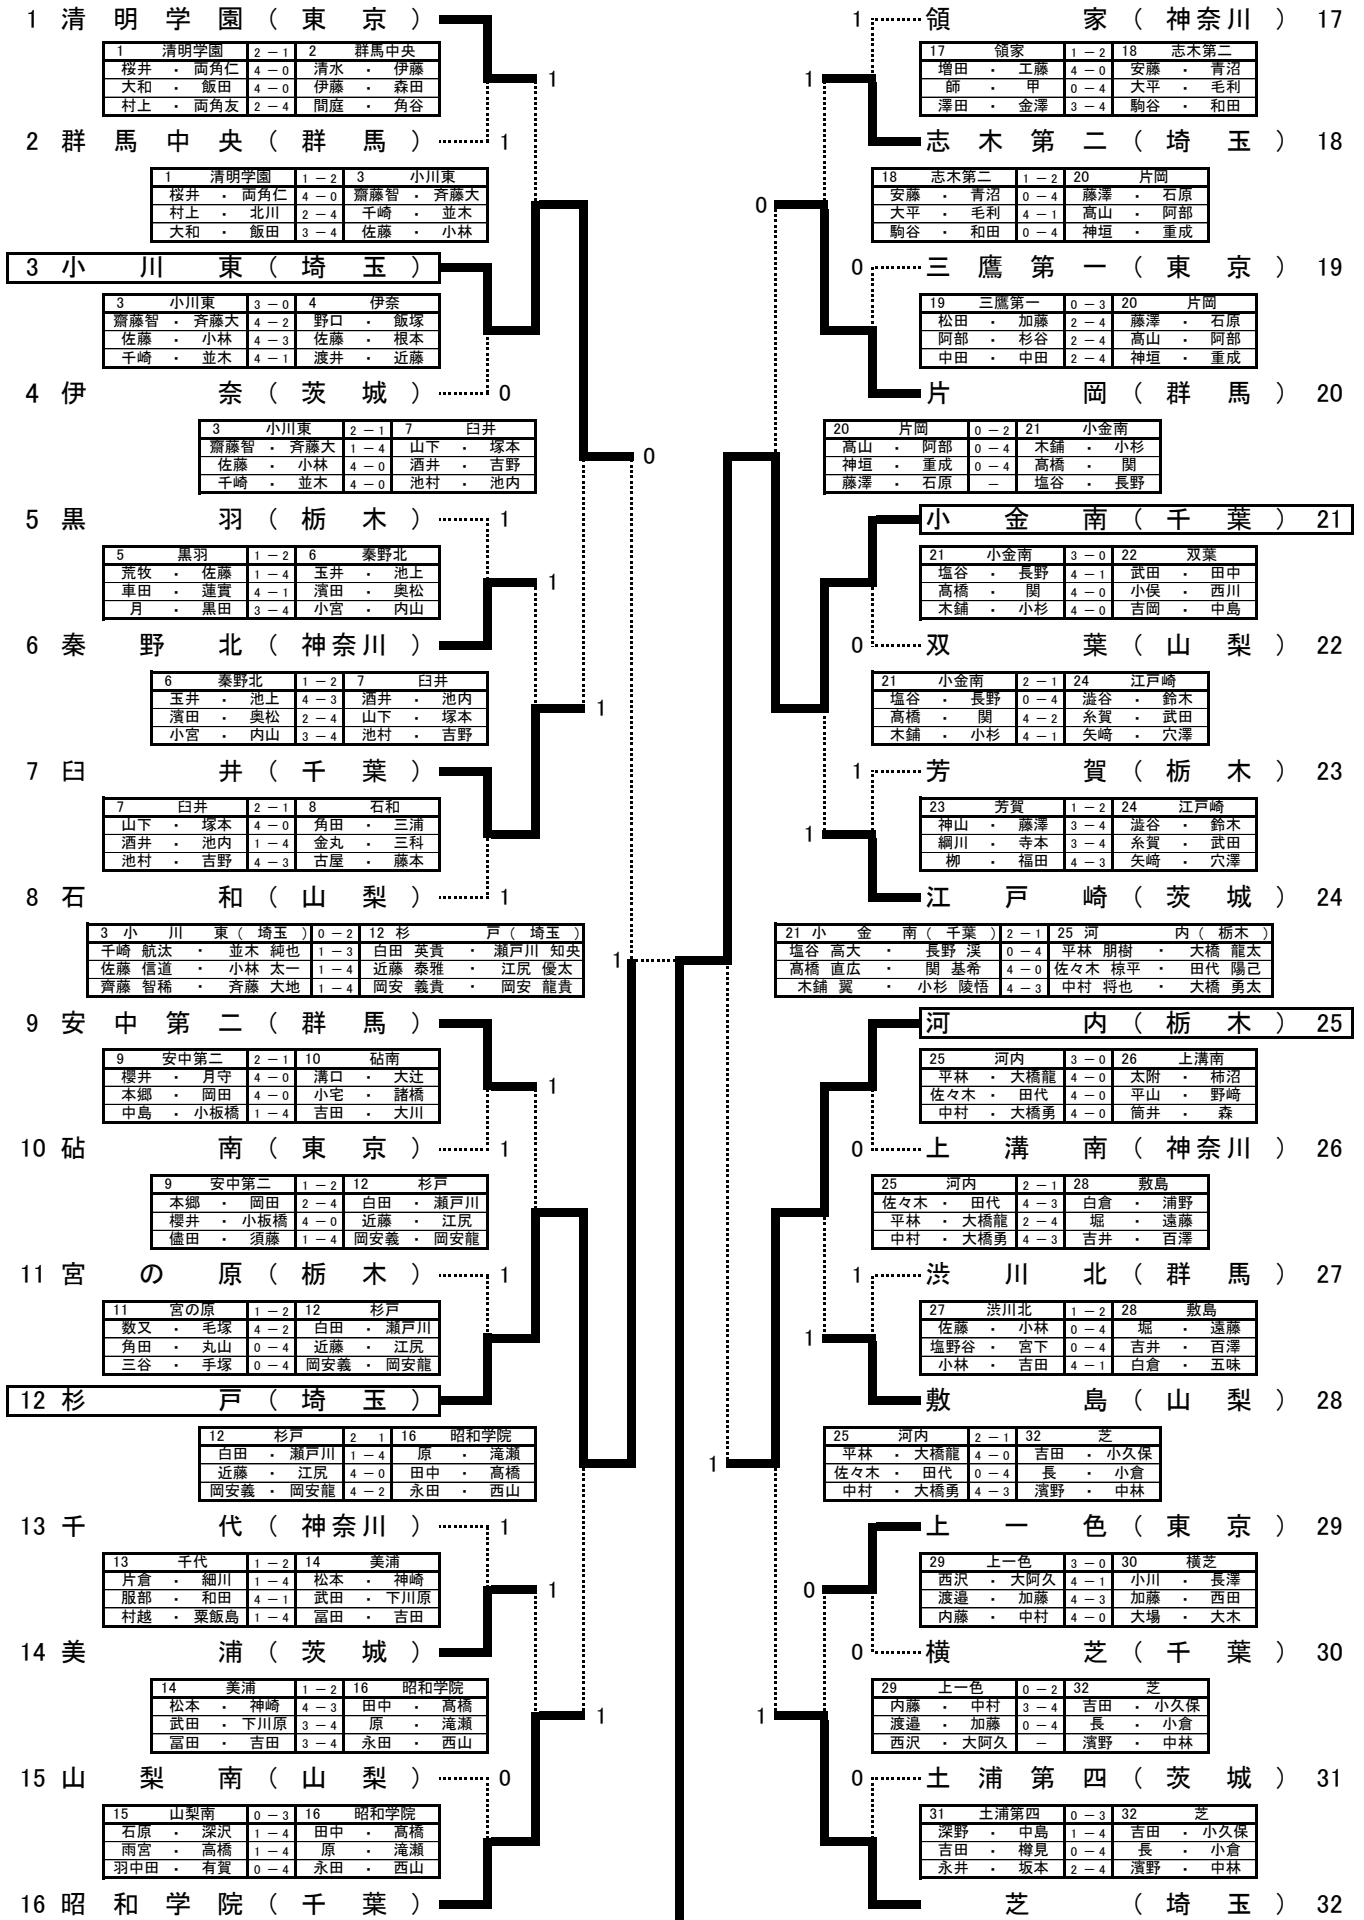 1 清明学園 (東京)
1 清明学園 2－1 2 群馬中央
桜井 ・ 両角仁 4－0 清水 ・ 伊藤
大和 ・ 飯田 4－0 伊藤 ・ 森田
村上 ・ 両角友 2－4 間庭 ・ 角谷
1
2 群馬中央 (群馬) 1
1 清明学園 1－2 3 小川東
桜井 ・ 両角仁 4－0 齋藤智 ・ 斉藤大
村上 ・ 北川 2－4 千崎 ・ 並木
大和 ・ 飯田 3－4 佐藤 ・ 小林
3 小川東 (埼玉)
3 小川東 3－0 4 伊奈
齋藤智 ・ 斉藤大 4－2 野口 ・ 飯塚
佐藤 ・ 小林 4－3 佐藤 ・ 根本
千崎 ・ 並木 4－1 渡井 ・ 近藤
4 伊奈 (茨城) 0
3 小川東 2－1 7 臼井
齋藤智 ・ 斉藤大 1－4 山下 ・ 塚本
佐藤 ・ 小林 4－0 酒井 ・ 吉野
千崎 ・ 並木 4－0 池村 ・ 池内
0
5 黒羽 (栃木) 1
5 黒羽 1－2 6 秦野北
荒牧 ・ 佐藤 1－4 玉井 ・ 池上
車田 ・ 蓮實 4－1 濱田 ・ 奥松
月 ・ 黒田 3－4 小宮 ・ 内山
1
6 秦野北 (神奈川)
6 秦野北 1－2 7 臼井
玉井 ・ 池上 4－3 酒井 ・ 池内
濱田 ・ 奥松 2－4 山下 ・ 塚本
小宮 ・ 内山 3－4 池村 ・ 吉野
1
7 臼井 (千葉)
7 臼井 2－1 8 石和
山下 ・ 塚本 4－0 角田 ・ 三浦
酒井 ・ 池内 1－4 金丸 ・ 三科
池村 ・ 吉野 4－3 古屋 ・ 藤本
8 石和 (山梨) 1
3 小川東 (埼玉) 0－2 12 杉戸 (埼玉)
千崎 航汰 ・ 並木 純也 1－3 白田 英貴 ・ 瀬戸川 知央
佐藤 信道 ・ 小林 太一 1－4 近藤 泰雅 ・ 江尻 優太
齊藤 智稀 ・ 斉藤 大地 1－4 岡安 義貴 ・ 岡安 龍貴
1
9 安中第二 (群馬)
9 安中第二 2－1 10 砧南
櫻井 ・ 月守 4－0 溝口 ・ 大辻
本郷 ・ 岡田 4－0 小宅 ・ 諸橋
中島 ・ 小板橋 1－4 吉田 ・ 大川
1
10 砧南 (東京) 1
9 安中第二 1－2 12 杉戸
本郷 ・ 岡田 2－4 白田 ・ 瀬戸川
櫻井 ・ 小板橋 4－0 近藤 ・ 江尻
儘田 ・ 須藤 1－4 岡安義 ・ 岡安龍
11 宮の原 (栃木) 1
11 宮の原 1－2 12 杉戸
数又 ・ 毛塚 4－2 白田 ・ 瀬戸川
角田 ・ 丸山 0－4 近藤 ・ 江尻
三谷 ・ 手塚 0－4 岡安義 ・ 岡安龍
12 杉戸 (埼玉)
12 杉戸 2 1 16 昭和学院
白田 ・ 瀬戸川 1－4 原 ・ 滝瀬
近藤 ・ 江尻 4－0 田中 ・ 髙橋
岡安義 ・ 岡安龍 4－2 永田 ・ 西山
13 千代 (神奈川) 1
13 千代 1－2 14 美浦
片倉 ・ 細川 1－4 松本 ・ 神崎
服部 ・ 和田 4－1 武田 ・ 下川原
村越 ・ 粟飯島 1－4 冨田 ・ 吉田
1
14 美浦 (茨城)
14 美浦 1－2 16 昭和学院
松本 ・ 神崎 4－3 田中 ・ 髙橋
武田 ・ 下川原 3－4 原 ・ 滝瀬
冨田 ・ 吉田 3－4 永田 ・ 西山
1
15 山梨南 (山梨) 0
15 山梨南 0－3 16 昭和学院
石原 ・ 深沢 1－4 田中 ・ 髙橋
雨宮 ・ 高橋 1－4 原 ・ 滝瀬
羽中田 ・ 有賀 0－4 永田 ・ 西山
16 昭和学院 (千葉)
1 領家 (神奈川) 17
17 領家 1－2 18 志木第二
増田 ・ 工藤 4－0 安藤 ・ 青沼
師 ・ 甲 0－4 大平 ・ 毛利
澤田 ・ 金澤 3－4 駒谷 ・ 和田
1
志木第二 (埼玉) 18
18 志木第二 1－2 20 片岡
安藤 ・ 青沼 0－4 藤澤 ・ 石原
大平 ・ 毛利 4－1 髙山 ・ 阿部
駒谷 ・ 和田 0－4 神垣 ・ 重成
0
0 三鷹第一 (東京) 19
19 三鷹第一 0－3 20 片岡
松田 ・ 加藤 2－4 藤澤 ・ 石原
阿部 ・ 杉谷 2－4 髙山 ・ 阿部
中田 ・ 中田 2－4 神垣 ・ 重成
片岡 (群馬) 20
20 片岡 0－2 21 小金南
髙山 ・ 阿部 0－4 木鋪 ・ 小杉
神垣 ・ 重成 0－4 髙橋 ・ 関
藤澤 ・ 石原 － 塩谷 ・ 長野
小金南 (千葉) 21
21 小金南 3－0 22 双葉
塩谷 ・ 長野 4－1 武田 ・ 田中
髙橋 ・ 関 4－0 小俣 ・ 西川
木鋪 ・ 小杉 4－0 吉岡 ・ 中島
0 双葉 (山梨) 22
21 小金南 2－1 24 江戸崎
塩谷 ・ 長野 0－4 澁谷 ・ 鈴木
髙橋 ・ 関 4－2 糸賀 ・ 武田
木鋪 ・ 小杉 4－1 矢﨑 ・ 穴澤
1 芳賀 (栃木) 23
23 芳賀 1－2 24 江戸崎
神山 ・ 藤澤 3－4 澁谷 ・ 鈴木
綱川 ・ 寺本 3－4 糸賀 ・ 武田
栁 ・ 福田 4－3 矢﨑 ・ 穴澤
1
江戸崎 (茨城) 24
21 小金南 (千葉) 2－1 25 河内 (栃木)
塩谷 高大 ・ 長野 渓 0－4 平林 朋樹 ・ 大橋 龍太
髙橋 直広 ・ 関 基希 4－0 佐々木 椋平 ・ 田代 陽己
木鋪 翼 ・ 小杉 陵悟 4－3 中村 将也 ・ 大橋 勇太
河内 (栃木) 25
25 河内 3－0 26 上溝南
平林 ・ 大橋龍 4－0 太附 ・ 柿沼
佐々木 ・ 田代 4－0 平山 ・ 野﨑
中村 ・ 大橋勇 4－0 筒井 ・ 森
0 上溝南 (神奈川) 26
25 河内 2－1 28 敷島
佐々木 ・ 田代 4－3 白倉 ・ 浦野
平林 ・ 大橋龍 2－4 堀 ・ 遠藤
中村 ・ 大橋勇 4－3 吉井 ・ 百澤
1 渋川北 (群馬) 27
27 渋川北 1－2 28 敷島
佐藤 ・ 小林 0－4 堀 ・ 遠藤
塩野谷 ・ 宮下 0－4 吉井 ・ 百澤
小林 ・ 吉田 4－1 白倉 ・ 五味
1
敷島 (山梨) 28
25 河内 2－1 32 芝
平林 ・ 大橋龍 4－0 吉田 ・ 小久保
佐々木 ・ 田代 0－4 長 ・ 小倉
中村 ・ 大橋勇 4－3 濱野 ・ 中林
1
上一色 (東京) 29
29 上一色 3－0 30 横芝
西沢 ・ 大阿久 4－1 小川 ・ 長澤
渡邉 ・ 加藤 4－3 加藤 ・ 西田
内藤 ・ 中村 4－0 大場 ・ 大木
0
0 横芝 (千葉) 30
29 上一色 0－2 32 芝
内藤 ・ 中村 3－4 吉田 ・ 小久保
渡邉 ・ 加藤 0－4 長 ・ 小倉
西沢 ・ 大阿久 － 濱野 ・ 中林
1
0 土浦第四 (茨城) 31
31 土浦第四 0－3 32 芝
深野 ・ 中島 1－4 吉田 ・ 小久保
吉田 ・ 樽見 0－4 長 ・ 小倉
永井 ・ 坂本 2－4 濱野 ・ 中林
芝 (埼玉) 32